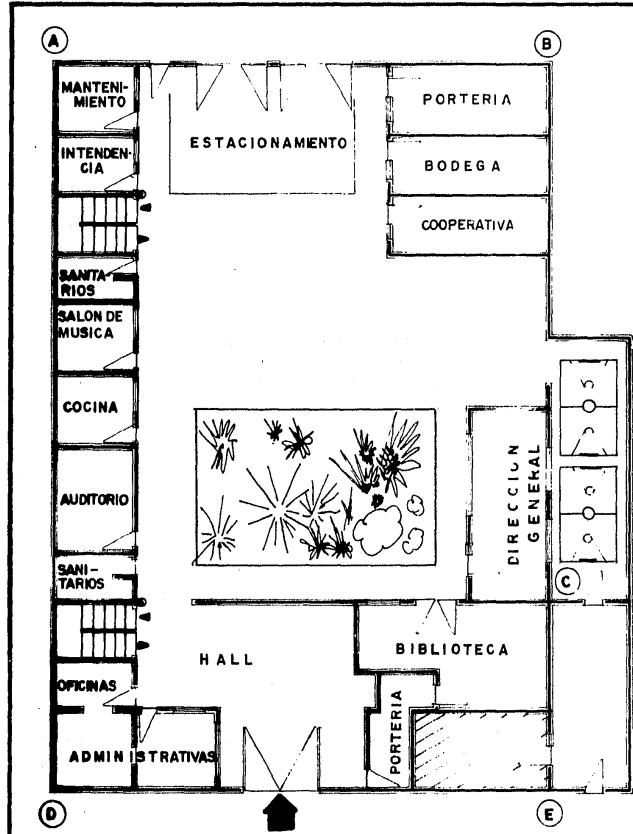 A
B
MANTENI-
MIENTO
PORTERIA
ESTACIONAMIENTO
INTENDEN-
CIA
BODEGA
COOPERATIVA
SANITA-
RIOS
SALON DE
MUSICA
COCINA
AUDITORIO
DIRECCION
GENERAL
SANI-
TARIOS
C
HALL
BIBLIOTECA
OFICINAS
PORTERIA
ADMINISTRATIVAS
D
E